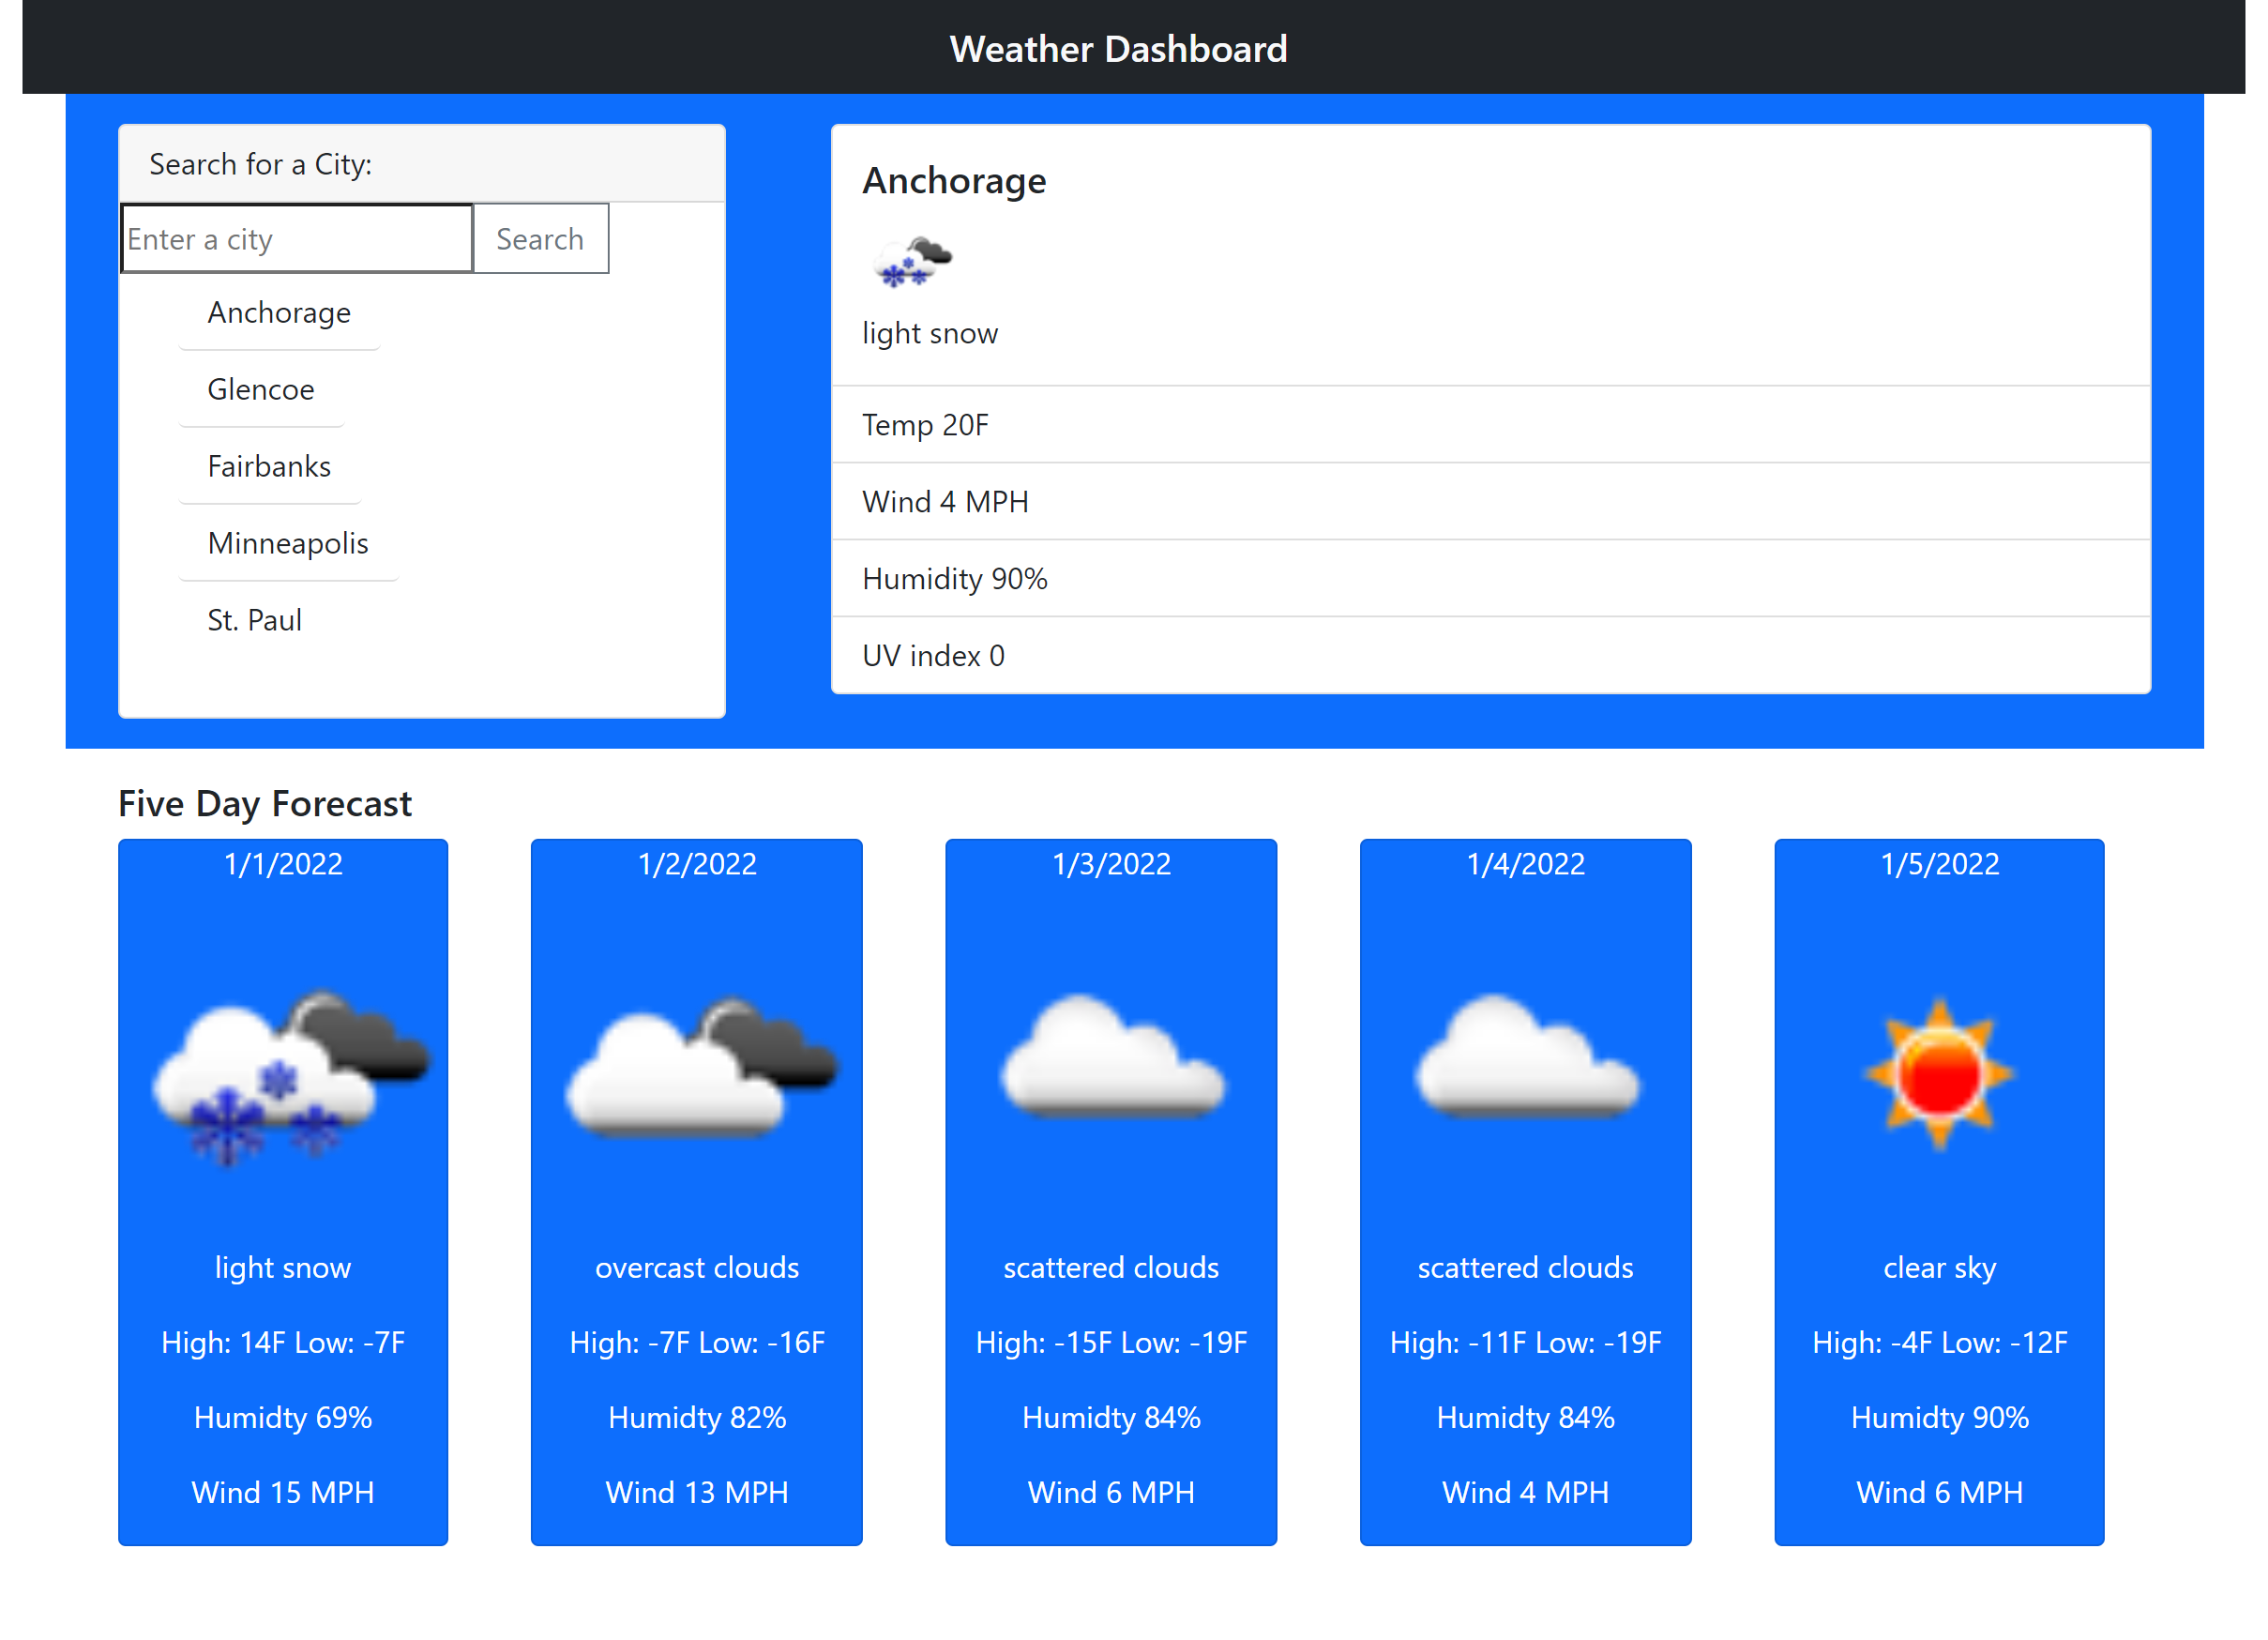 Weather Dashboard
Search for a City:
Enter a city
Search
Anchorage
Glencoe
Fairbanks
Minneapolis
St. Paul
Anchorage
light snow
Temp 20F
Wind 4 MPH
Humidity 90%
UV index 0
Five Day Forecast
1/1/2022
light snow
High: 14F Low: -7F
Humidty 69%
Wind 15 MPH
1/2/2022
overcast clouds
High: -7F Low: -16F
Humidty 82%
Wind 13 MPH
1/3/2022
scattered clouds
High: -15F Low: -19F
Humidty 84%
Wind 6 MPH
1/4/2022
scattered clouds
High: -11F Low: -19F
Humidty 84%
Wind 4 MPH
1/5/2022
clear sky
High: -4F Low: -12F
Humidty 90%
Wind 6 MPH